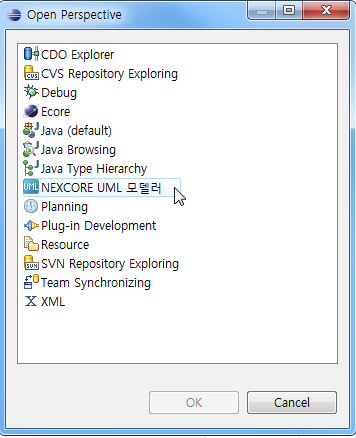 Open Perspective
CDO Explorer
CVS Repository Exploring
Debug
Ecore
Java (default)
Java Browsing
Java Type Hierarchy
UML NEXCORE UML 모델러
Planning
Plug-in Development
Resource
SVN Repository Exploring
Team Synchronizing
XML
OK Cancel